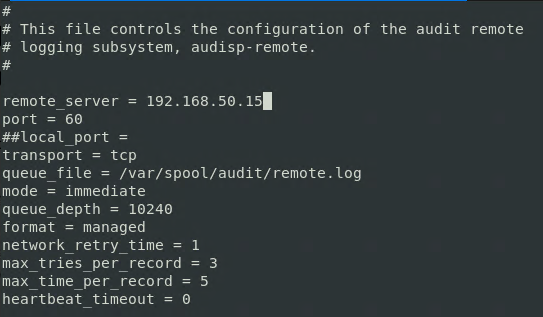 #
# This file controls the configuration of the audit remote
# logging subsystem, audisp-remote.
#
remote_server = 192.168.50.15
port = 60
##local_port =
transport = tcp
queue_file = /var/spool/audit/remote.log
mode = immediate
queue_depth = 10240
format = managed
network_retry_time = 1
max_tries_per_record = 3
max_time_per_record = 5
heartbeat_timeout = 0